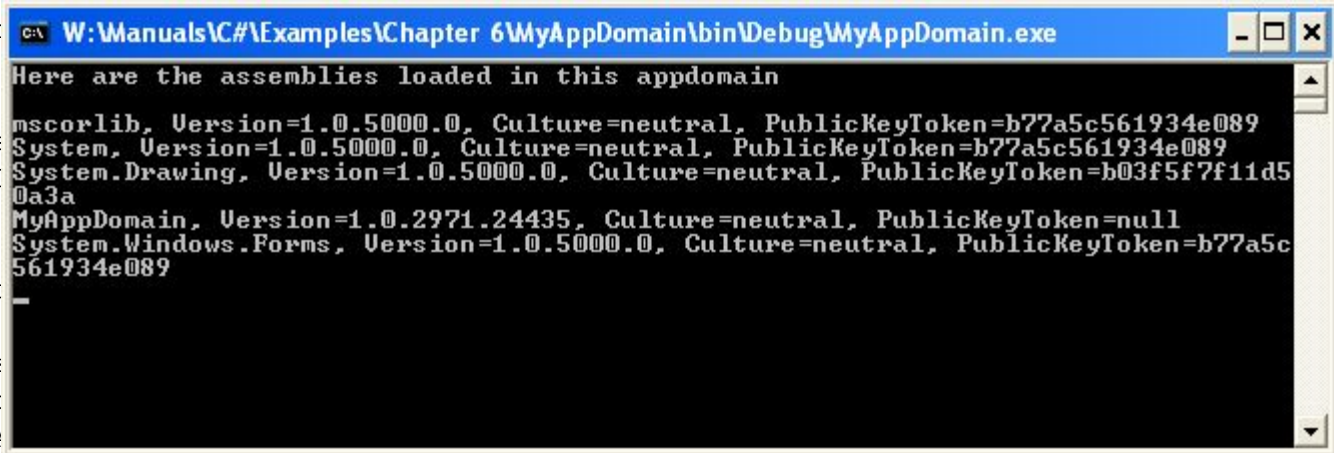 W:\Manuals\C#\Examples\Chapter 6\MyAppDomain\bin\Debug\MyAppDomain.exe
Here are the assemblies loaded in this appdomain
mscorlib, Version=1.0.5000.0, Culture=neutral, PublicKeyToken=b77a5c561934e089
System, Version=1.0.5000.0, Culture=neutral, PublicKeyToken=b77a5c561934e089
System.Drawing, Version=1.0.5000.0, Culture=neutral, PublicKeyToken=b03f5f7f11d5
0a3a
MyAppDomain, Version=1.0.2971.24435, Culture=neutral, PublicKeyToken=null
System.Windows.Forms, Version=1.0.5000.0, Culture=neutral, PublicKeyToken=b77a5c
561934e089